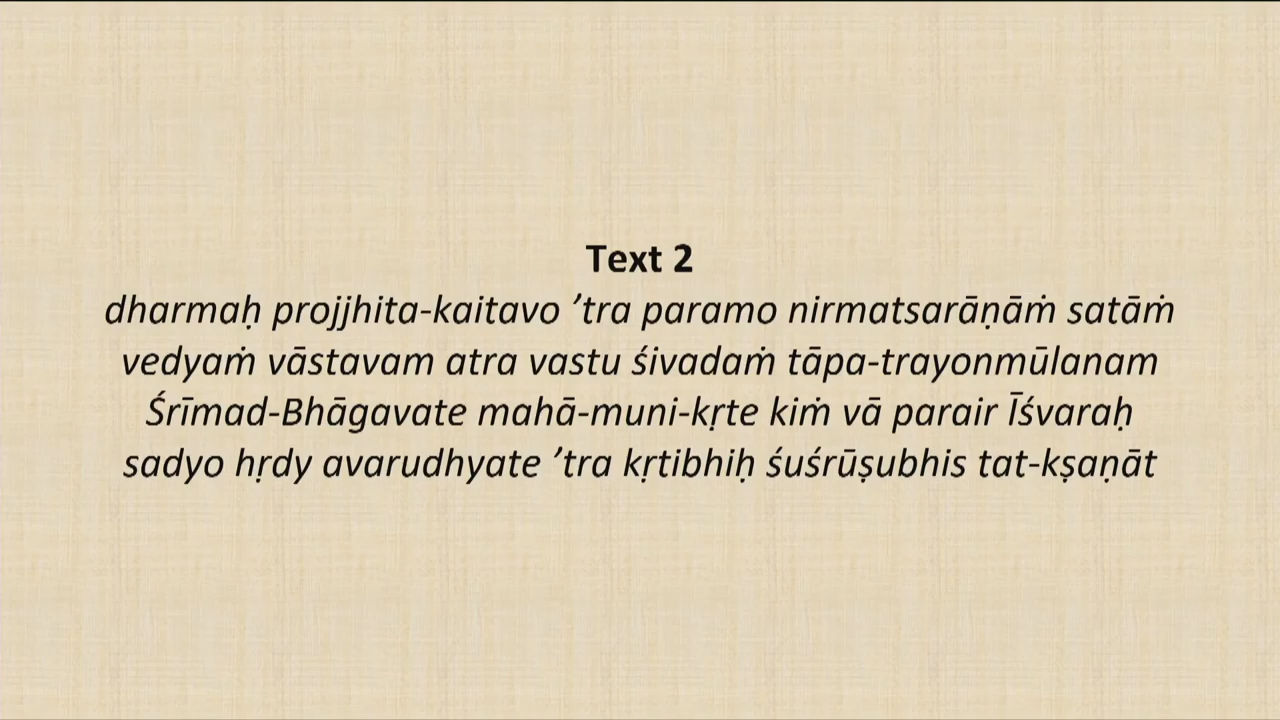 Text 2
dharmaḥ projjhita-kaitavo ’tra paramo nirmatsarāṇāṁ satāṁ
vedyaṁ vāstavam atra vastu śivadaṁ tāpa-trayonmūlanam
Śrīmad-Bhāgavate mahā-muni-kṛte kiṁ vā parair Īśvaraḥ
sadyo hṛdy avarudhyate ’tra kṛtibhiḥ śuśrūṣubhis tat-kṣaṇāt